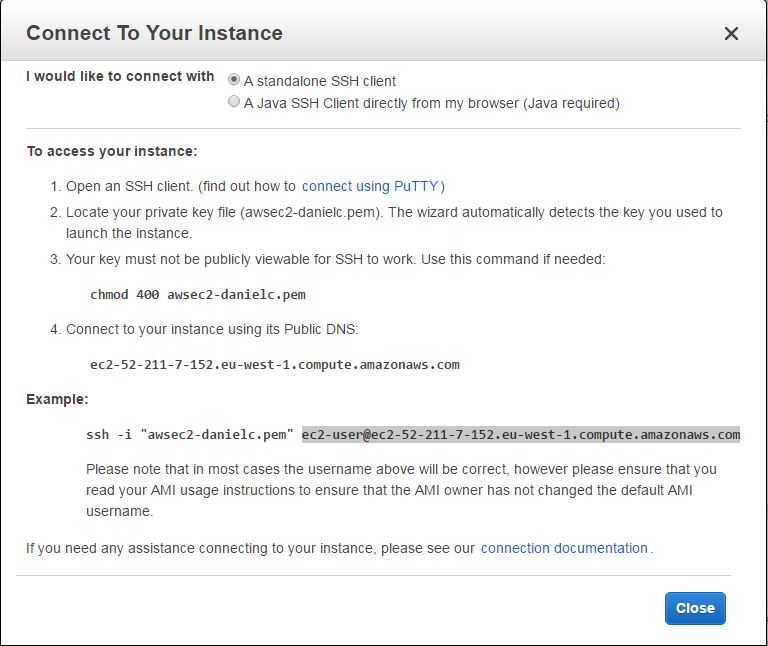 Connect To Your Instance
I would like to connect with
A standalone SSH client
A Java SSH Client directly from my browser (Java required)
To access your instance:
1. Open an SSH client. (find out how to connect using PuTTY)
2. Locate your private key file (awsec2-danielc.pem). The wizard automatically detects the key you used to
launch the instance.
3. Your key must not be publicly viewable for SSH to work. Use this command if needed:
chmod 400 awsec2-danielc.pem
4. Connect to your instance using its Public DNS:
ec2-52-211-7-152.eu-west-1.compute.amazonaws.com
Example:
ssh -i "awsec2-danielc.pem" ec2-user@ec2-52-211-7-152.eu-west-1.compute.amazonaws.com
Please note that in most cases the username above will be correct, however please ensure that you
read your AMI usage instructions to ensure that the AMI owner has not changed the default AMI
username.
If you need any assistance connecting to your instance, please see our connection documentation.
Close